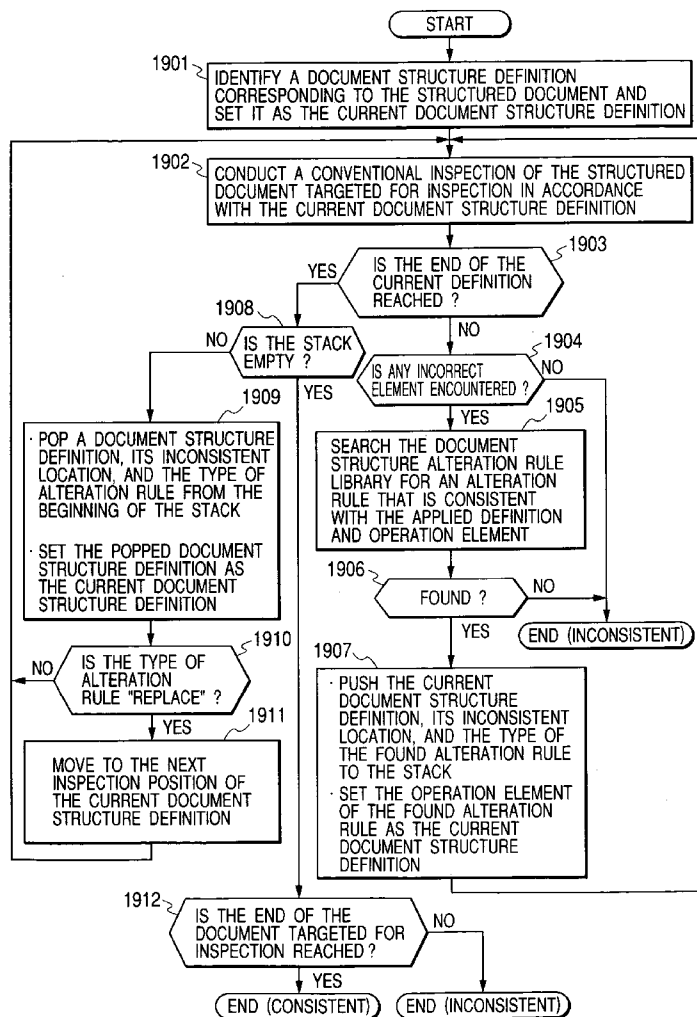 START
1901
IDENTIFY A DOCUMENT STRUCTURE DEFINITION
CORRESPONDING TO THE STRUCTURED DOCUMENT AND
SET IT AS THE CURRENT DOCUMENT STRUCTURE DEFINITION
1902
CONDUCT A CONVENTIONAL INSPECTION OF THE STRUCTURED
DOCUMENT TARGETED FOR INSPECTION IN ACCORDANCE
WITH THE CURRENT DOCUMENT STRUCTURE DEFINITION
1903
IS THE END OF THE
CURRENT DEFINITION
REACHED ?
YES
NO
1908
IS THE STACK
EMPTY ?
NO
YES
1904
IS ANY INCORRECT
ELEMENT ENCOUNTERED ?
NO
YES
1909
· POP A DOCUMENT STRUCTURE
DEFINITION, ITS INCONSISTENT
LOCATION, AND THE TYPE OF
ALTERATION RULE FROM THE
BEGINNING OF THE STACK
· SET THE POPPED DOCUMENT
STRUCTURE DEFINITION AS
THE CURRENT DOCUMENT
STRUCTURE DEFINITION
1905
SEARCH THE DOCUMENT
STRUCTURE ALTERATION RULE
LIBRARY FOR AN ALTERATION
RULE THAT IS CONSISTENT
WITH THE APPLIED DEFINITION
AND OPERATION ELEMENT
1906
FOUND ?
NO
YES
END (INCONSISTENT)
1910
IS THE TYPE OF
ALTERATION
RULE "REPLACE" ?
NO
YES
1911
MOVE TO THE NEXT
INSPECTION POSITION OF
THE CURRENT DOCUMENT
STRUCTURE DEFINITION
1907
· PUSH THE CURRENT
DOCUMENT STRUCTURE
DEFINITION, ITS INCONSISTENT
LOCATION, AND THE TYPE OF
THE FOUND ALTERATION RULE
TO THE STACK
· SET THE OPERATION ELEMENT
OF THE FOUND ALTERATION
RULE AS THE CURRENT
DOCUMENT STRUCTURE
DEFINITION
1912
IS THE END OF THE
DOCUMENT TARGETED FOR
INSPECTION REACHED ?
NO
YES
END (CONSISTENT)
END (INCONSISTENT)